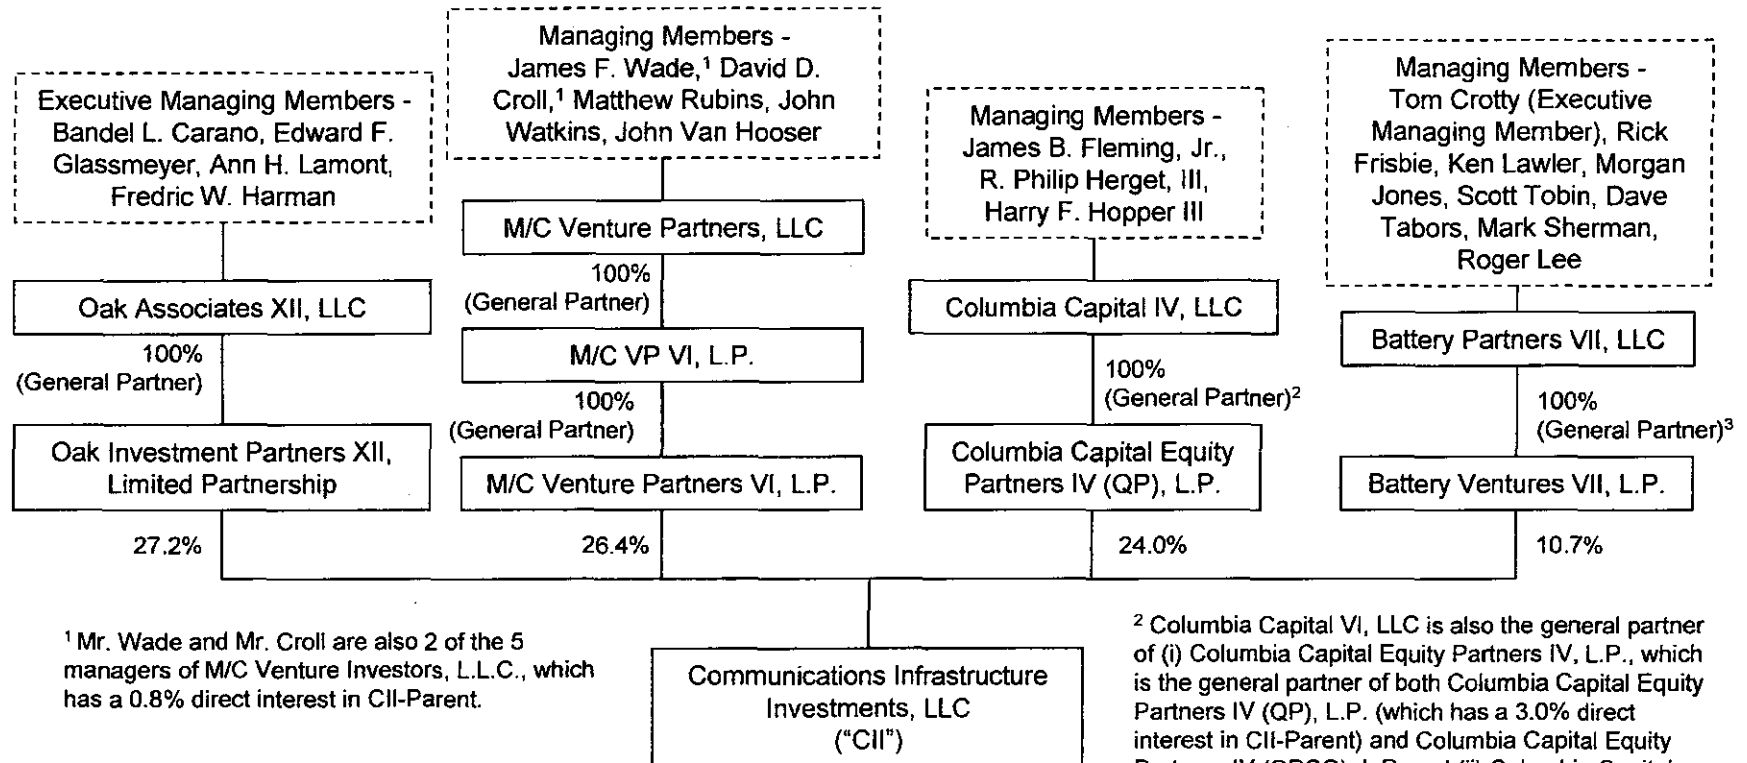 Executive Managing Members -
Bandel L. Carano, Edward F.
Glassmeyer, Ann H. Lamont,
Fredric W. Harman
Oak Associates XII, LLC
100%
(General Partner)
Oak Investment Partners XII,
Limited Partnership
27.2%
Managing Members -
James F. Wade,¹ David D.
Croll,¹ Matthew Rubins, John
Watkins, John Van Hooser
M/C Venture Partners, LLC
100%
(General Partner)
M/C VP VI, L.P.
100%
(General Partner)
M/C Venture Partners VI, L.P.
26.4%
Managing Members -
James B. Fleming, Jr.,
R. Philip Herget, III,
Harry F. Hopper III
Columbia Capital IV, LLC
100%
(General Partner)²
Columbia Capital Equity
Partners IV (QP), L.P.
24.0%
Managing Members -
Tom Crotty (Executive
Managing Member), Rick
Frisbie, Ken Lawler, Morgan
Jones, Scott Tobin, Dave
Tabors, Mark Sherman,
Roger Lee
Battery Partners VII, LLC
100%
(General Partner)³
Battery Ventures VII, L.P.
10.7%
¹ Mr. Wade and Mr. Croll are also 2 of the 5
managers of M/C Venture Investors, L.L.C., which
has a 0.8% direct interest in CII-Parent.
Communications Infrastructure
Investments, LLC
("CII")
² Columbia Capital VI, LLC is also the general partner
of (i) Columbia Capital Equity Partners IV, L.P., which
is the general partner of both Columbia Capital Equity
Partners IV (QP), L.P. (which has a 3.0% direct
interest in CII-Parent) and Columbia Capital Equity